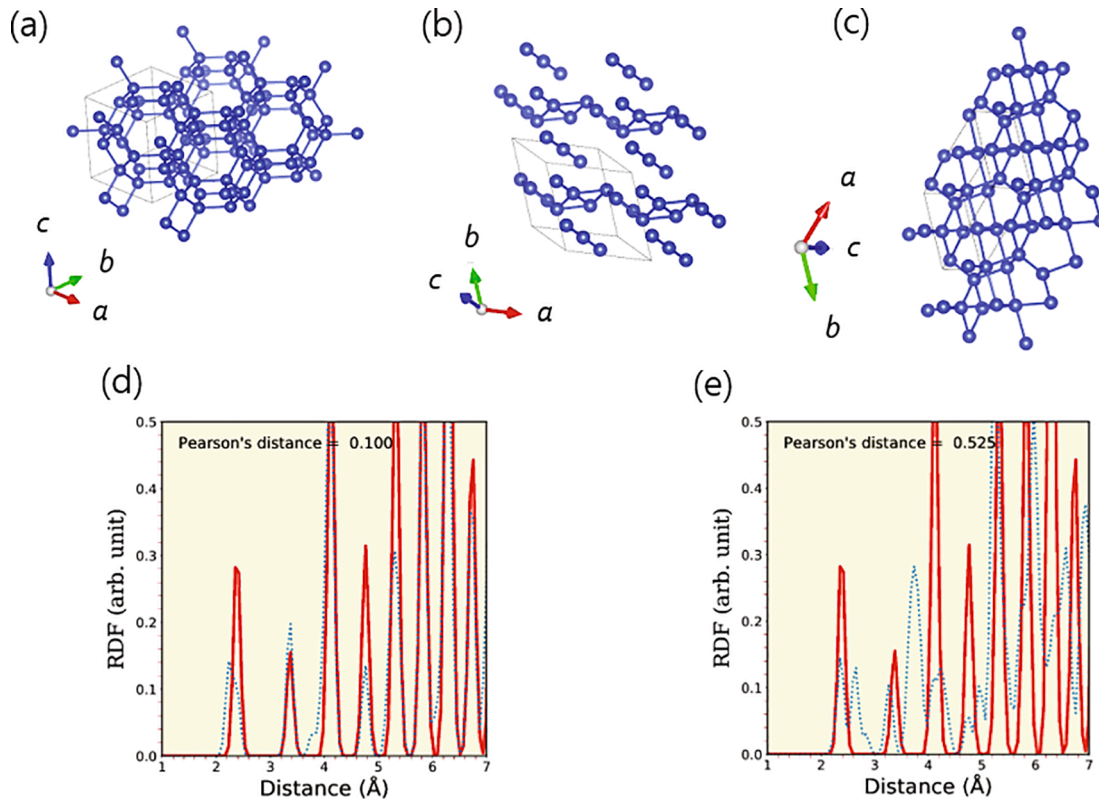 (a)
(b)
(c)
c
b
a
b
c
a
a
c
b
(d)
(e)
Pearson's distance = 0.100
RDF (arb. unit)
0.5
0.4
0.3
0.2
0.1
0.0
1 2 3 4 5 6 7
Distance (Å)
Pearson's distance = 0.525
RDF (arb. unit)
0.5
0.4
0.3
0.2
0.1
0.0
1 2 3 4 5 6 7
Distance (Å)